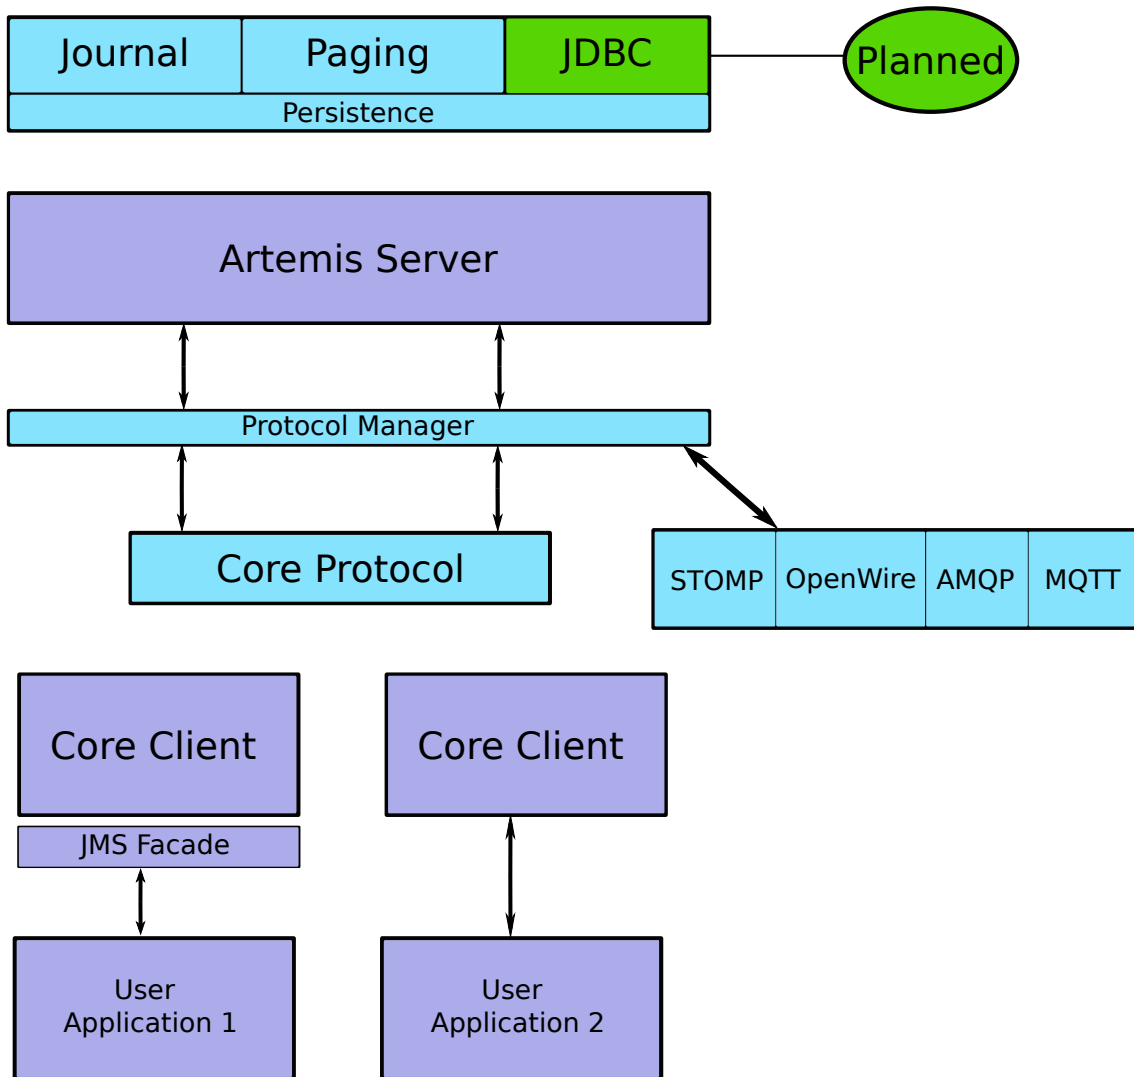 Journal
Paging
JDBC
Planned
Persistence
Artemis Server
Protocol Manager
Core Protocol
STOMP
OpenWire
AMQP
MQTT
Core Client
Core Client
JMS Facade
User
Application 1
User
Application 2